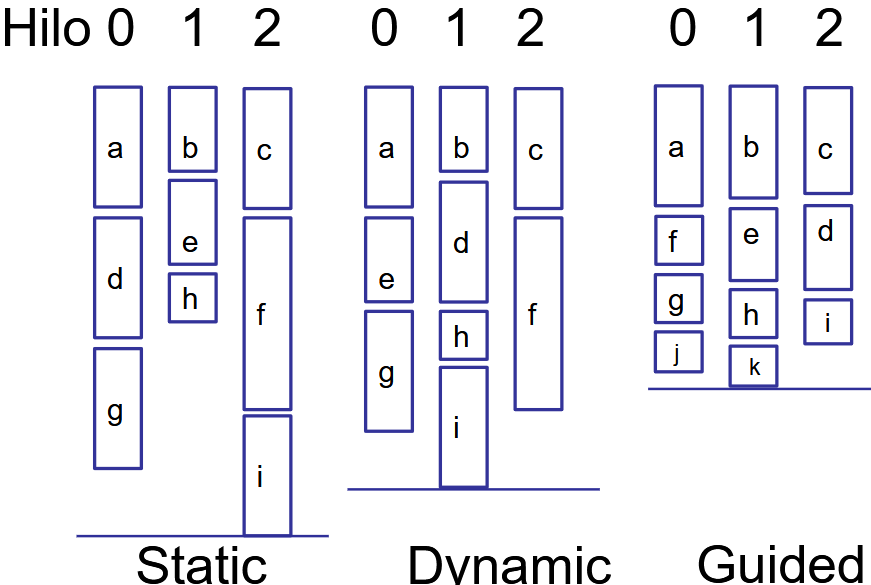 Hilo 0 1 2 0 1 2 0 1 2
a b c a b c a b c
d e f e d f f e d
g h i g h i g h i
j k
Static Dynamic Guided